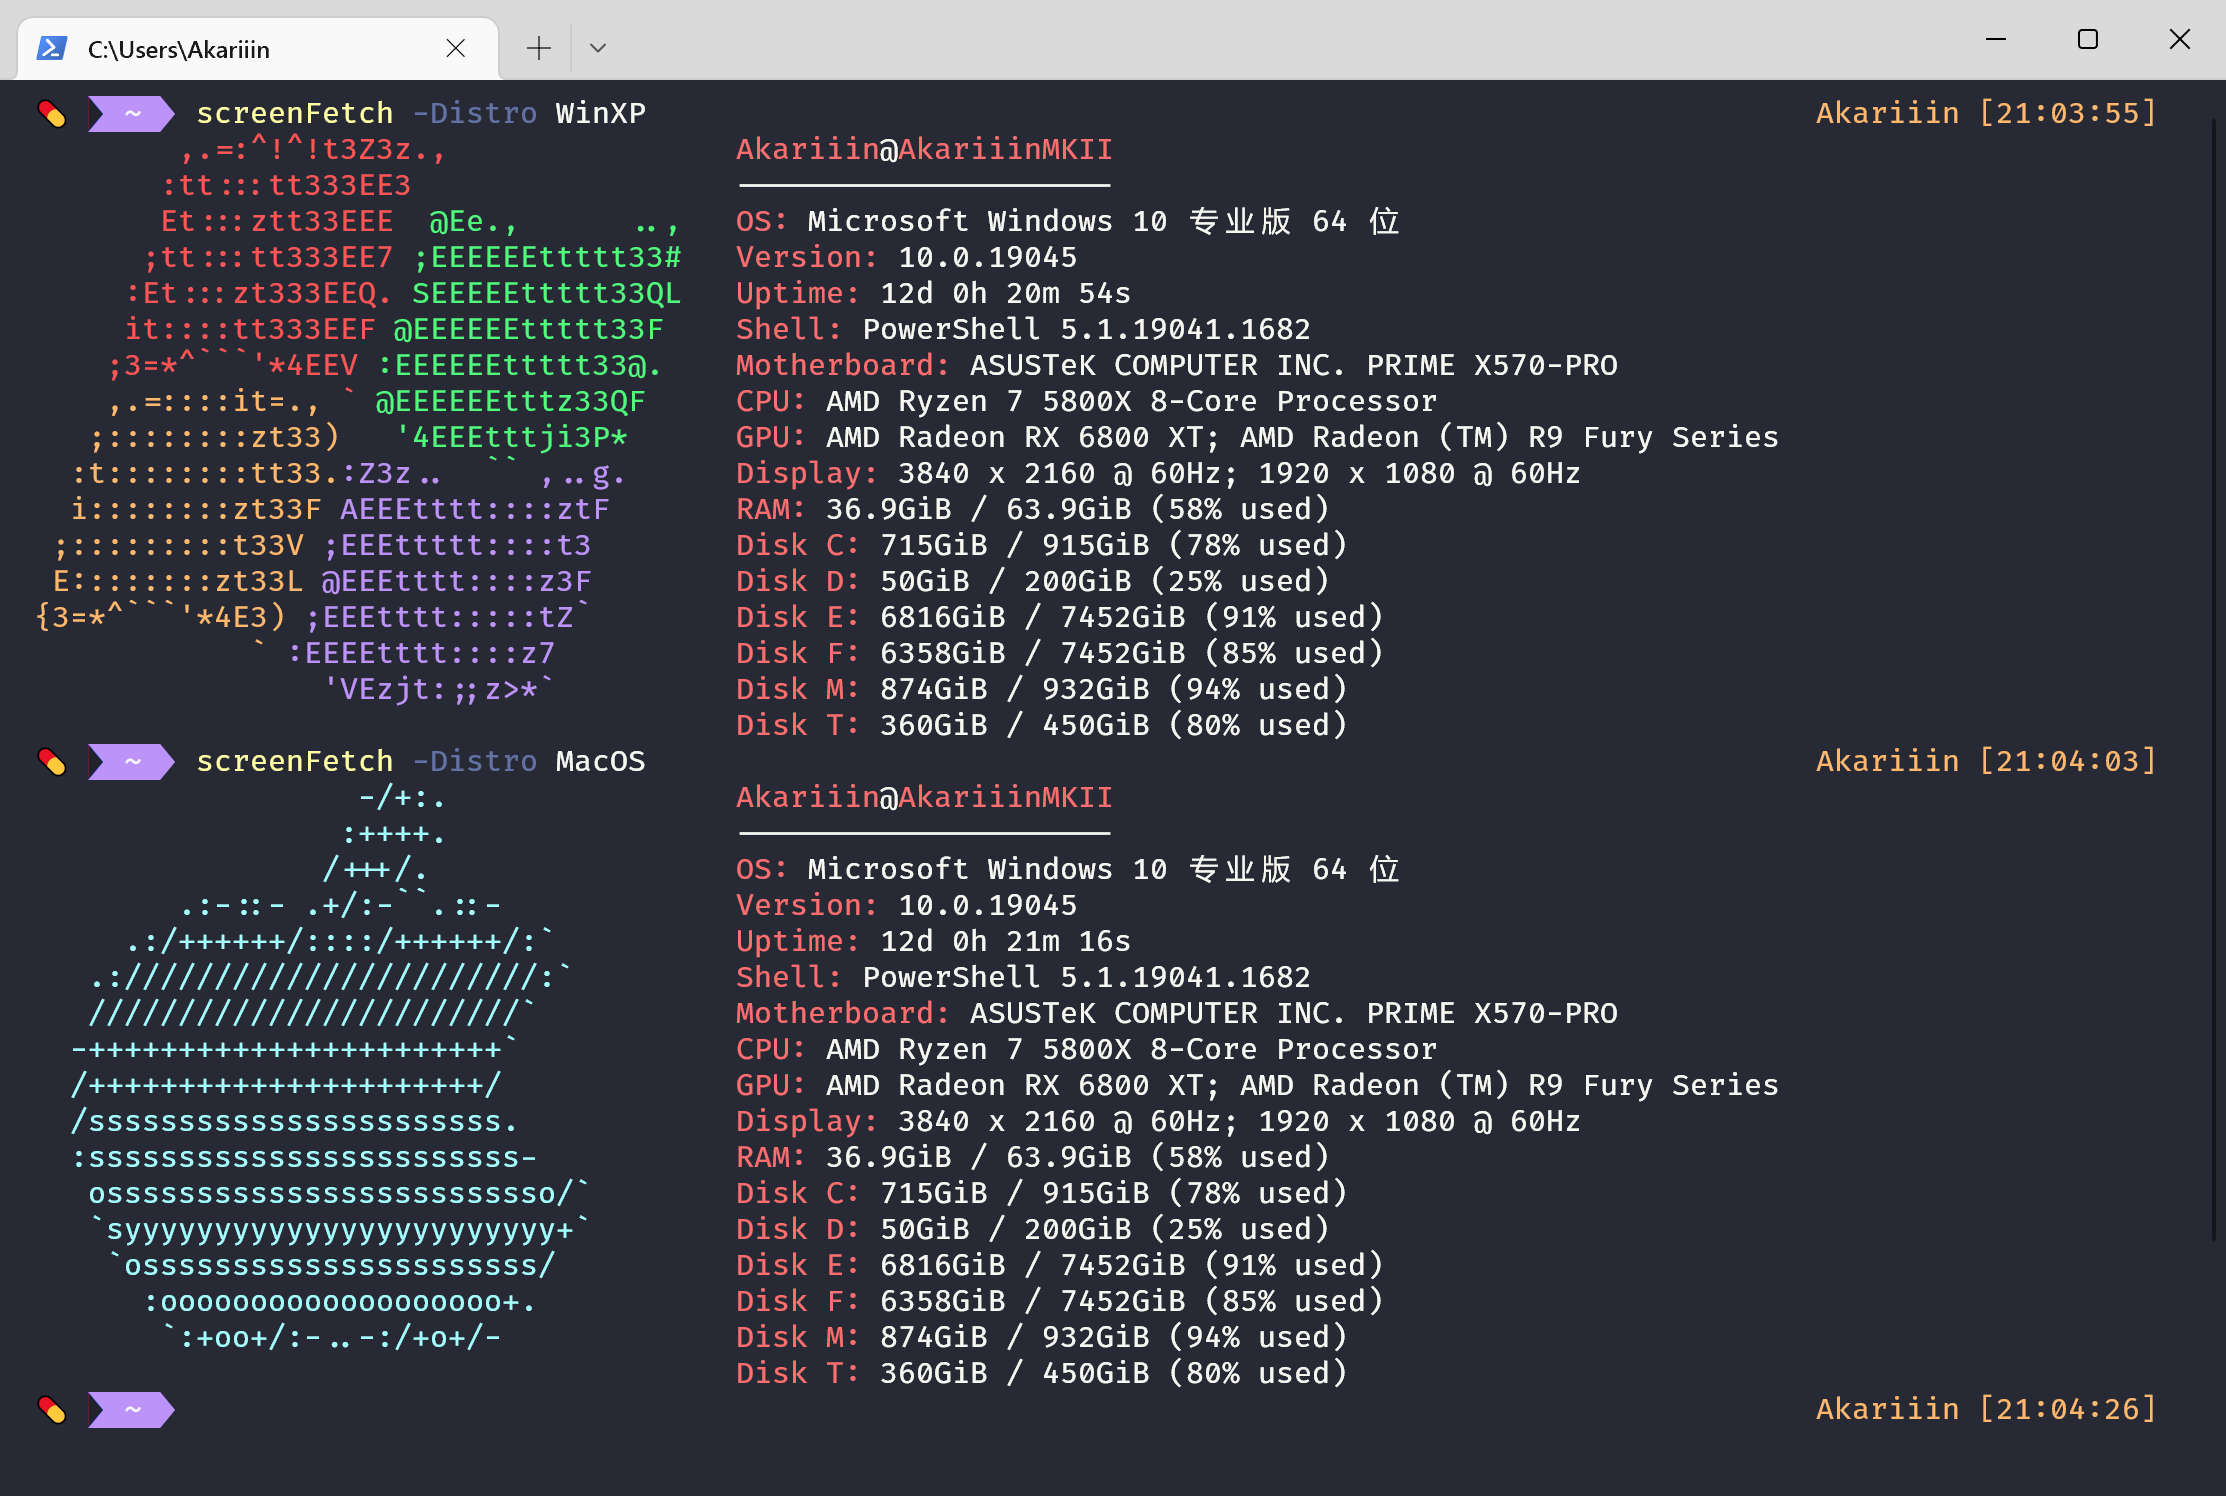 C:\Users\Akariiin
~ screenFetch -Distro WinXP Akariiin [21:03:55]
         ,.=:^!^!t3Z3z.,                Akariiin@AkariiinMKII
        :tt:::tt333EE3
        Et:::ztt33EEE  @Ee.,      ..,   OS: Microsoft Windows 10 专业版 64 位
       ;tt:::tt333EE7 ;EEEEEEttttt33#   Version: 10.0.19045
      :Et:::zt333EEQ. SEEEEEttttt33QL   Uptime: 12d 0h 20m 54s
      it::::tt333EEF @EEEEEEttttt33F    Shell: PowerShell 5.1.19041.1682
     ;3=*^```'*4EEV :EEEEEEttttt33@.    Motherboard: ASUSTeK COMPUTER INC. PRIME X570-PRO
     ,.=::::it=., ` @EEEEEEtttz33QF     CPU: AMD Ryzen 7 5800X 8-Core Processor
    ;::::::::zt33)   '4EEEtttji3P*      GPU: AMD Radeon RX 6800 XT; AMD Radeon (TM) R9 Fury Series
   :t::::::::tt33.:Z3z..  `` ,..g.      Display: 3840 x 2160 @ 60Hz; 1920 x 1080 @ 60Hz
   i::::::::zt33F AEEEtttt::::ztF       RAM: 36.9GiB / 63.9GiB (58% used)
  ;:::::::::t33V ;EEEttttt::::t3        Disk C: 715GiB / 915GiB (78% used)
  E::::::::zt33L @EEEtttt::::z3F        Disk D: 50GiB / 200GiB (25% used)
 {3=*^```'*4E3) ;EEEtttt:::::tZ`        Disk E: 6816GiB / 7452GiB (91% used)
             ` :EEEEtttt::::z7          Disk F: 6358GiB / 7452GiB (85% used)
                 'VEzjt:;;z>*`          Disk M: 874GiB / 932GiB (94% used)
                                        Disk T: 360GiB / 450GiB (80% used)
~ screenFetch -Distro MacOS Akariiin [21:04:03]
                   -/+:.                Akariiin@AkariiinMKII
                  :++++.
                 /+++/.                 OS: Microsoft Windows 10 专业版 64 位
         .:-::- .+/:-``.::-             Version: 10.0.19045
      .:/++++++/::::/++++++/:`          Uptime: 12d 0h 21m 16s
    .:///////////////////////:`         Shell: PowerShell 5.1.19041.1682
    ////////////////////////`           Motherboard: ASUSTeK COMPUTER INC. PRIME X570-PRO
   -+++++++++++++++++++++++`            CPU: AMD Ryzen 7 5800X 8-Core Processor
   /++++++++++++++++++++++/             GPU: AMD Radeon RX 6800 XT; AMD Radeon (TM) R9 Fury Series
   /sssssssssssssssssssssss.            Display: 3840 x 2160 @ 60Hz; 1920 x 1080 @ 60Hz
   :ssssssssssssssssssssssss-           RAM: 36.9GiB / 63.9GiB (58% used)
    osssssssssssssssssssssssso/`        Disk C: 715GiB / 915GiB (78% used)
    `syyyyyyyyyyyyyyyyyyyyyyyy+`        Disk D: 50GiB / 200GiB (25% used)
     `ossssssssssssssssssssss/          Disk E: 6816GiB / 7452GiB (91% used)
       :ooooooooooooooooooo+.           Disk F: 6358GiB / 7452GiB (85% used)
        `:+oo+/:-..-:/+o+/-             Disk M: 874GiB / 932GiB (94% used)
                                        Disk T: 360GiB / 450GiB (80% used)
~ Akariiin [21:04:26]